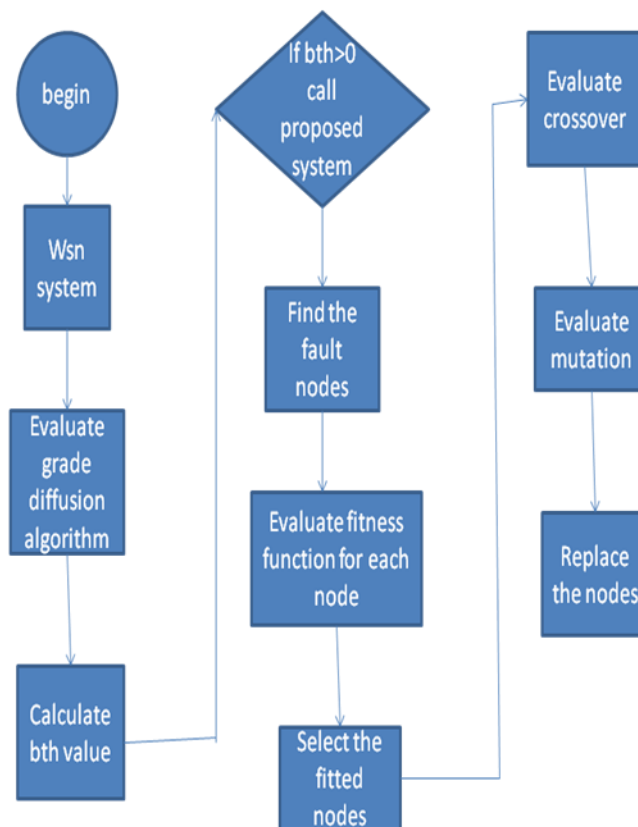 begin
Wsn
system
Evaluate
grade
diffusion
algorithm
Calculate
bth value
If bth>0
call
proposed
system
Find the
fault
nodes
Evaluate fitness
function for each
node
Select the
fitted
nodes
Evaluate
crossover
Evaluate
mutation
Replace
the nodes